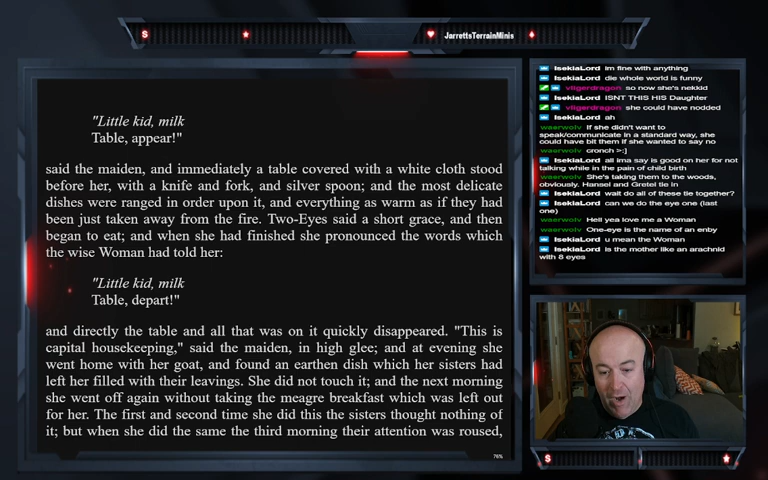 $
JarrettsTerrainMinis
"Little kid, milk
Table, appear!"
said the maiden, and immediately a table covered with a white cloth stood
before her, with a knife and fork, and silver spoon; and the most delicate
dishes were ranged in order upon it, and everything as warm as if they had
been just taken away from the fire. Two-Eyes said a short grace, and then
began to eat; and when she had finished she pronounced the words which
the wise Woman had told her:
"Little kid, milk
Table, depart!"
and directly the table and all that was on it quickly disappeared. "This is
capital housekeeping," said the maiden, in high glee; and at evening she
went home with her goat, and found an earthen dish which her sisters had
left her filled with their leavings. She did not touch it; and the next morning
she went off again without taking the meagre breakfast which was left out
for her. The first and second time she did this the sisters thought nothing of
it; but when she did the same the third morning their attention was roused,
76%
IsekiaLord im fine with anything
IsekiaLord die whole world is funny
vtigerdragon so now she's nekkid
IsekiaLord ISNT THIS HIS Daughter
vtigerdragon she could have nodded
IsekiaLord ah
waerwolv If she didn't want to
speak/communicate in a standard way, she
could have bit them if she wanted to say no
waerwolv cronch >:]
IsekiaLord all ima say is good on her for not
talking while in the pain of child birth
waerwolv She's taking them to the woods,
obviously. Hansel and Gretel tie in
IsekiaLord wait do all of these tie together?
IsekiaLord can we do the eye one (last
one)
waerwolv Hell yea love me a Woman
waerwolv One-eye is the name of an enby
IsekiaLord u mean the Woman
IsekiaLord is the mother like an arachnid
with 8 eyes
$